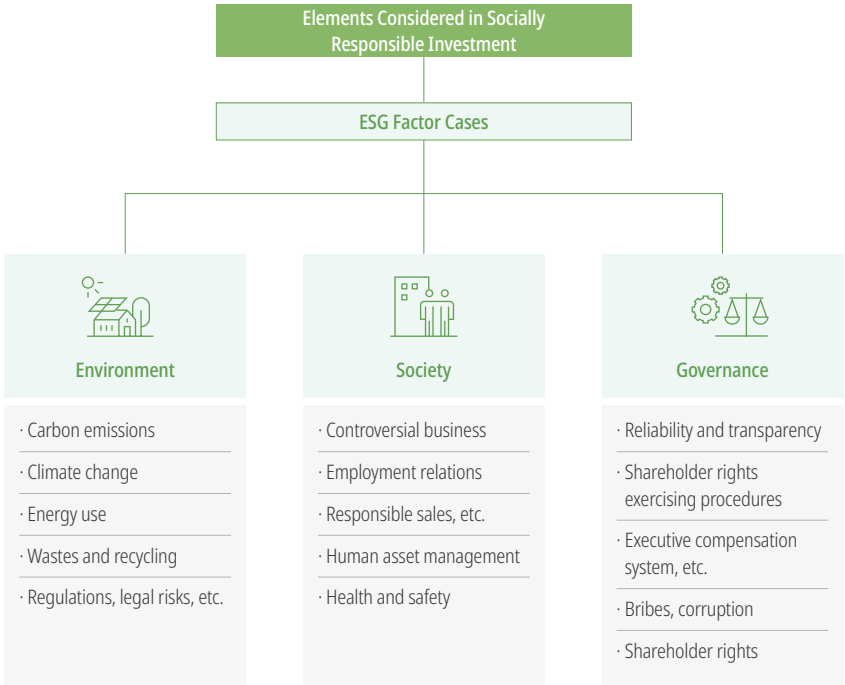 Elements Considered in Socially
Responsible Investment
ESG Factor Cases
Environment
· Carbon emissions
· Climate change
· Energy use
· Wastes and recycling
· Regulations, legal risks, etc.
Society
· Controversial business
· Employment relations
· Responsible sales, etc.
· Human asset management
· Health and safety
Governance
· Reliability and transparency
· Shareholder rights
exercising procedures
· Executive compensation
system, etc.
· Bribes, corruption
· Shareholder rights